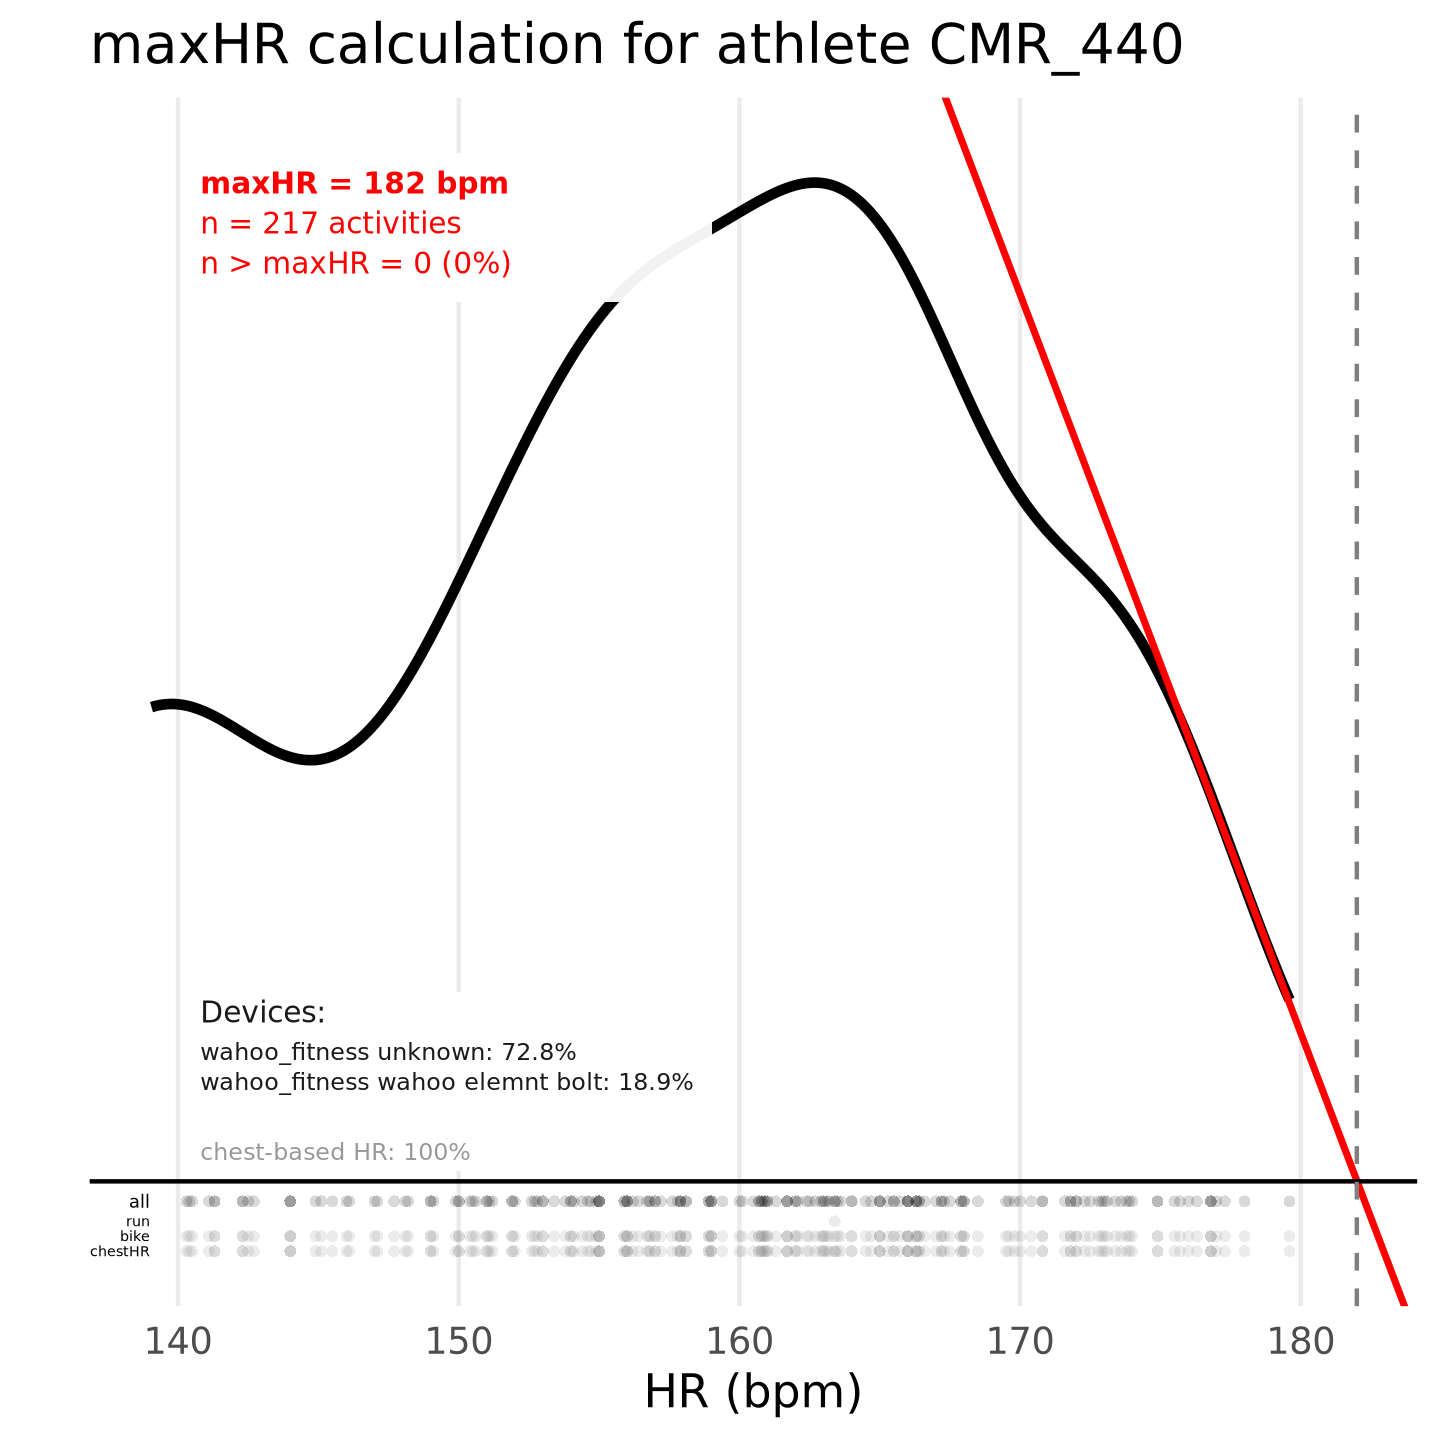 maxHR calculation for athlete CMR_440
maxHR = 182 bpm
n = 217 activities
n > maxHR = 0 (0%)
Devices:
wahoo_fitness unknown: 72.8%
wahoo_fitness wahoo elemnt bolt: 18.9%
chest-based HR: 100%
all
run
bike
chestHR
140 150 160 170 180
HR (bpm)